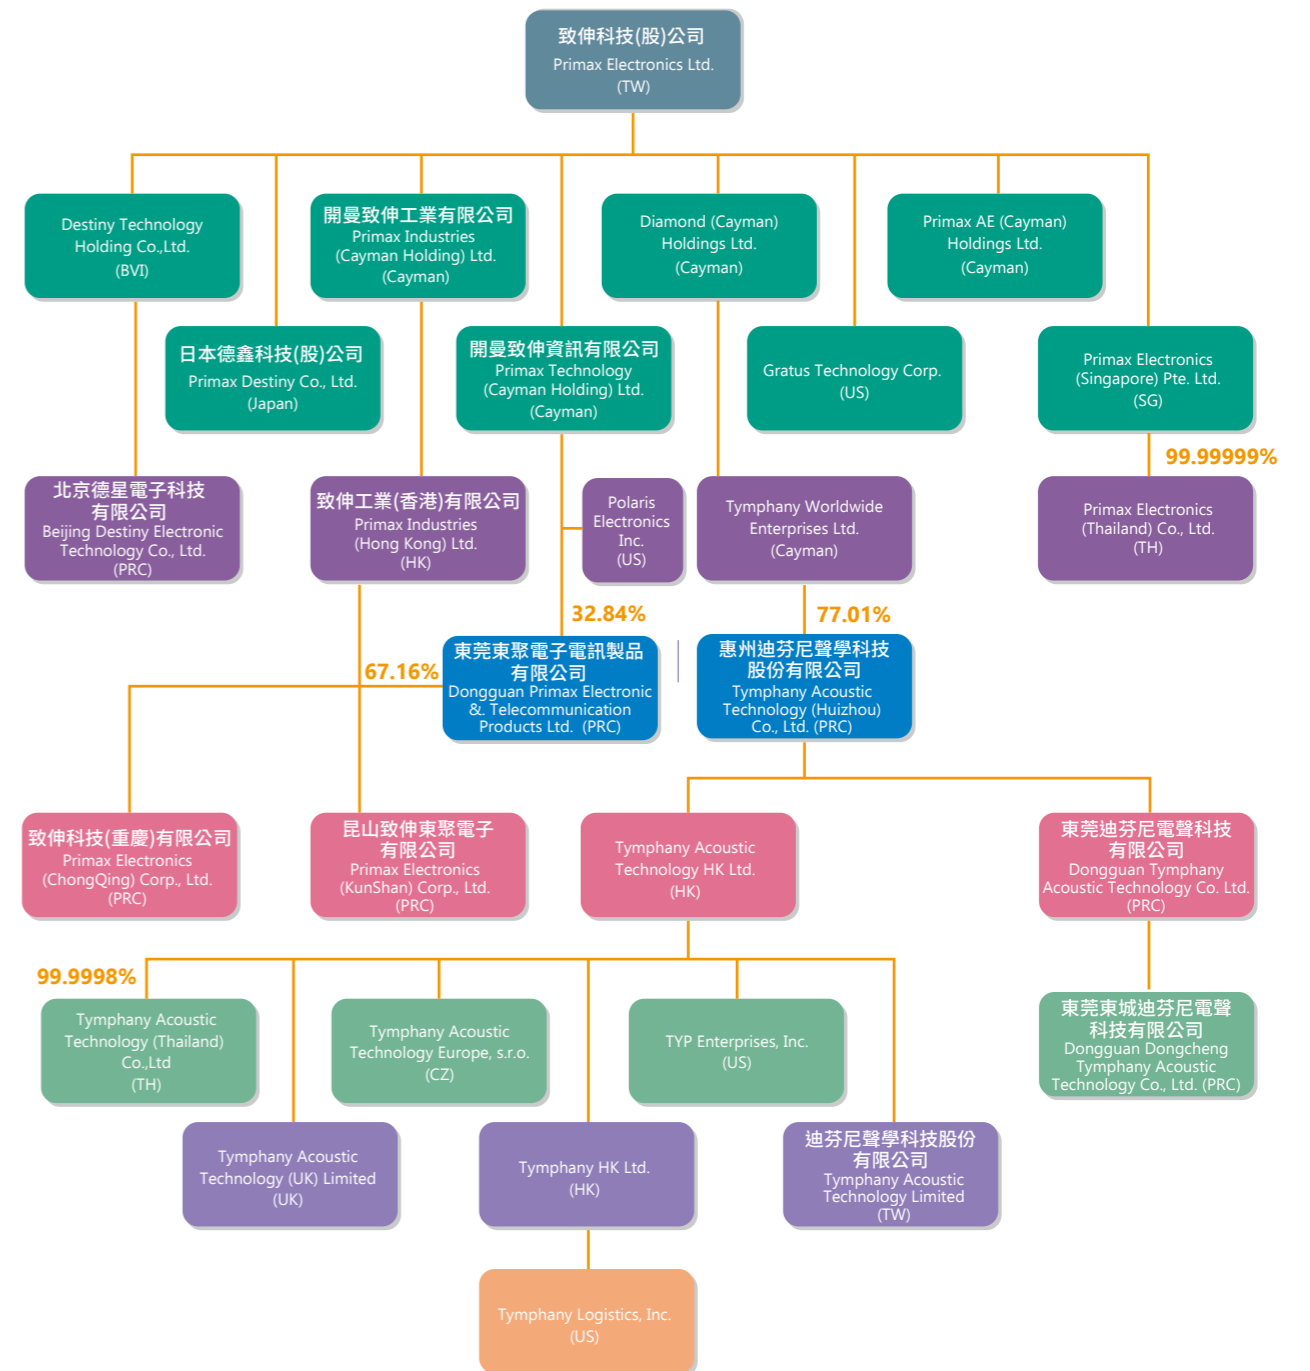 致伸科技(股)公司
Primax Electronics Ltd.
(TW)
Destiny Technology
Holding Co.,Ltd.
(BVI)
開曼致伸工業有限公司
Primax Industries
(Cayman Holding) Ltd.
(Cayman)
Diamond (Cayman)
Holdings Ltd.
(Cayman)
Primax AE (Cayman)
Holdings Ltd.
(Cayman)
日本德鑫科技(股)公司
Primax Destiny Co., Ltd.
(Japan)
開曼致伸資訊有限公司
Primax Technology
(Cayman Holding) Ltd.
(Cayman)
Gratus Technology Corp.
(US)
Primax Electronics
(Singapore) Pte. Ltd.
(SG)
99.99999%
北京德星電子科技
有限公司
Beijing Destiny Electronic
Technology Co., Ltd.
(PRC)
致伸工業(香港)有限公司
Primax Industries
(Hong Kong) Ltd.
(HK)
Polaris
Electronics
Inc.
(US)
Tymphany Worldwide
Enterprises Ltd.
(Cayman)
Primax Electronics
(Thailand) Co., Ltd.
(TH)
32.84%
77.01%
67.16%
東莞東聚電子電訊製品
有限公司
Dongguan Primax Electronic
&. Telecommunication
Products Ltd. (PRC)
惠州迪芬尼聲學科技
股份有限公司
Tymphany Acoustic
Technology (Huizhou)
Co., Ltd. (PRC)
致伸科技(重慶)有限公司
Primax Electronics
(ChongQing) Corp., Ltd.
(PRC)
昆山致伸東聚電子
有限公司
Primax Electronics
(KunShan) Corp., Ltd.
(PRC)
Tymphany Acoustic
Technology HK Ltd.
(HK)
東莞迪芬尼電聲科技
有限公司
Dongguan Tymphany
Acoustic Technology Co. Ltd.
(PRC)
99.9998%
Tymphany Acoustic
Technology (Thailand)
Co.,Ltd
(TH)
Tymphany Acoustic
Technology Europe, s.r.o.
(CZ)
TYP Enterprises, Inc.
(US)
東莞東城迪芬尼電聲
科技有限公司
Dongguan Dongcheng
Tymphany Acoustic
Technology Co., Ltd. (PRC)
Tymphany Acoustic
Technology (UK) Limited
(UK)
Tymphany HK Ltd.
(HK)
迪芬尼聲學科技股份
有限公司
Tymphany Acoustic
Technology Limited
(TW)
Tymphany Logistics, Inc.
(US)